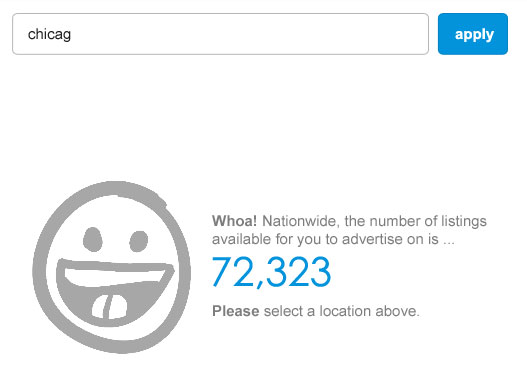 chicag
apply
Whoa! Nationwide, the number of listings
available for you to advertise on is ...
72,323
Please select a location above.